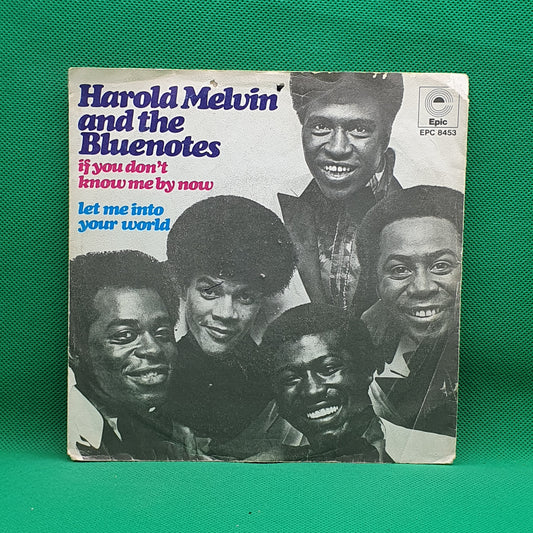 Harold Melvin
and the
Bluenotes
if you don't
know me by now
let me into
your world
Epic
EPC 8453